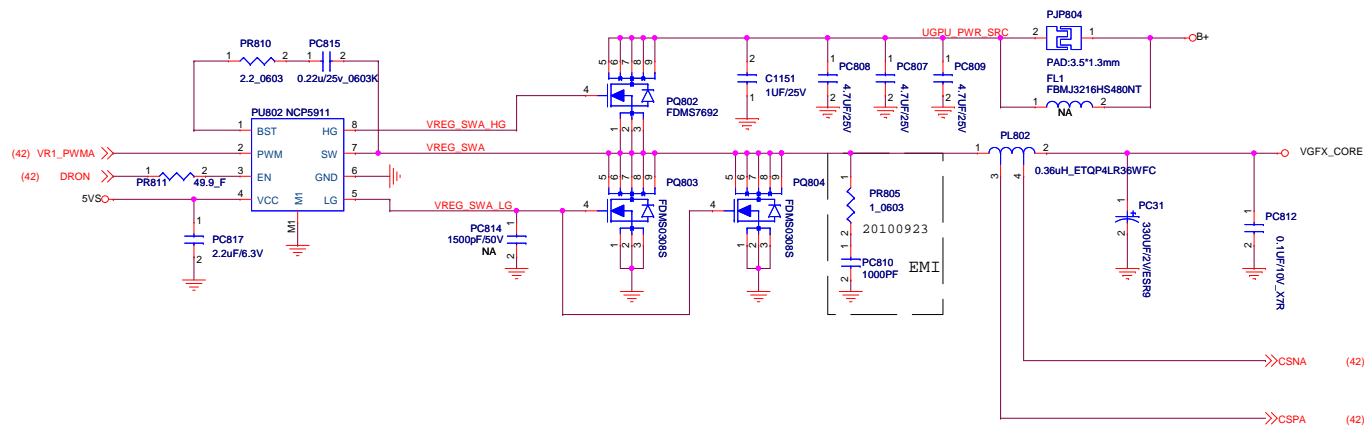 PJP804
2
1
B+
UGPU_PWR_SRC
PAD:3.5*1.3mm
FL1
FBMJ3216HS480NT
1
2
NA
PR810
PC815
2
1
1
2
2.2_0603
0.22u/25v_0603K
5
6
7
8
9
4
PQ802
FDMS7692
1
2
3
2
C1151
1UF/25V
1
1
PC808
4.7UF/25V
2
1
PC807
4.7UF/25V
2
1
PC809
4.7UF/25V
2
PU802 NCP5911
1
BST
HG
8
VREG_SWA_HG
(42)
VR1_PWMA
2
PWM
SW
7
VREG_SWA
(42)
DRON
1
2
3
EN
GND
6
PR811
49.9_F
5VS
4
VCC
M1
LG
5
VREG_SWA_LG
M1
1
PC817
2.2uF/6.3V
2
1
PC814
1500pF/50V
NA
2
5
6
7
8
9
PQ803
4
FDMS0308S
1
2
3
5
6
7
8
9
PQ804
4
FDMS0308S
1
2
3
1
PR805
1_0603
2
20100923
1
PC810
1000PF
2
EMI
PL802
1
2
3
4
0.36uH_ETQP4LR36WFC
VGFX_CORE
1
PC31
330UF/2V/ESR9
2
1
PC812
0.1UF/10V_X7R
2
CSNA
(42)
CSPA
(42)